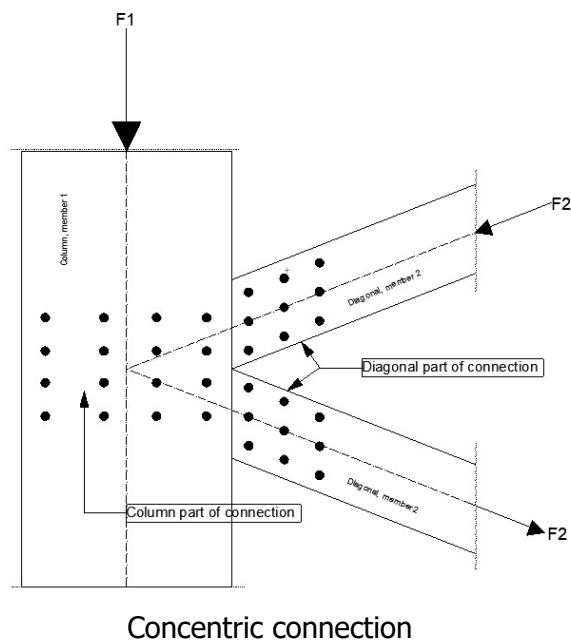 F1
Column, member 1
F2
Diagonal, member 2
Diagonal part of connection
Column part of connection
Diagonal, member 2
F2
Concentric connection